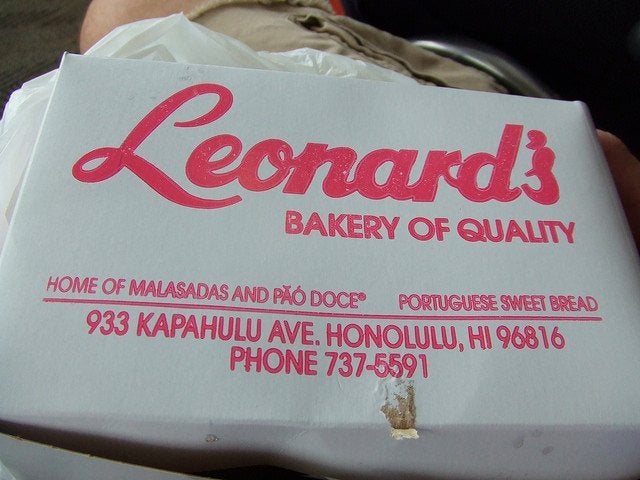 Leonard's
BAKERY OF QUALITY
HOME OF MALASADAS AND PÃÓ DOCE® PORTUGUESE SWEET BREAD
933 KAPAHULU AVE. HONOLULU, HI 96816
PHONE 737-5591